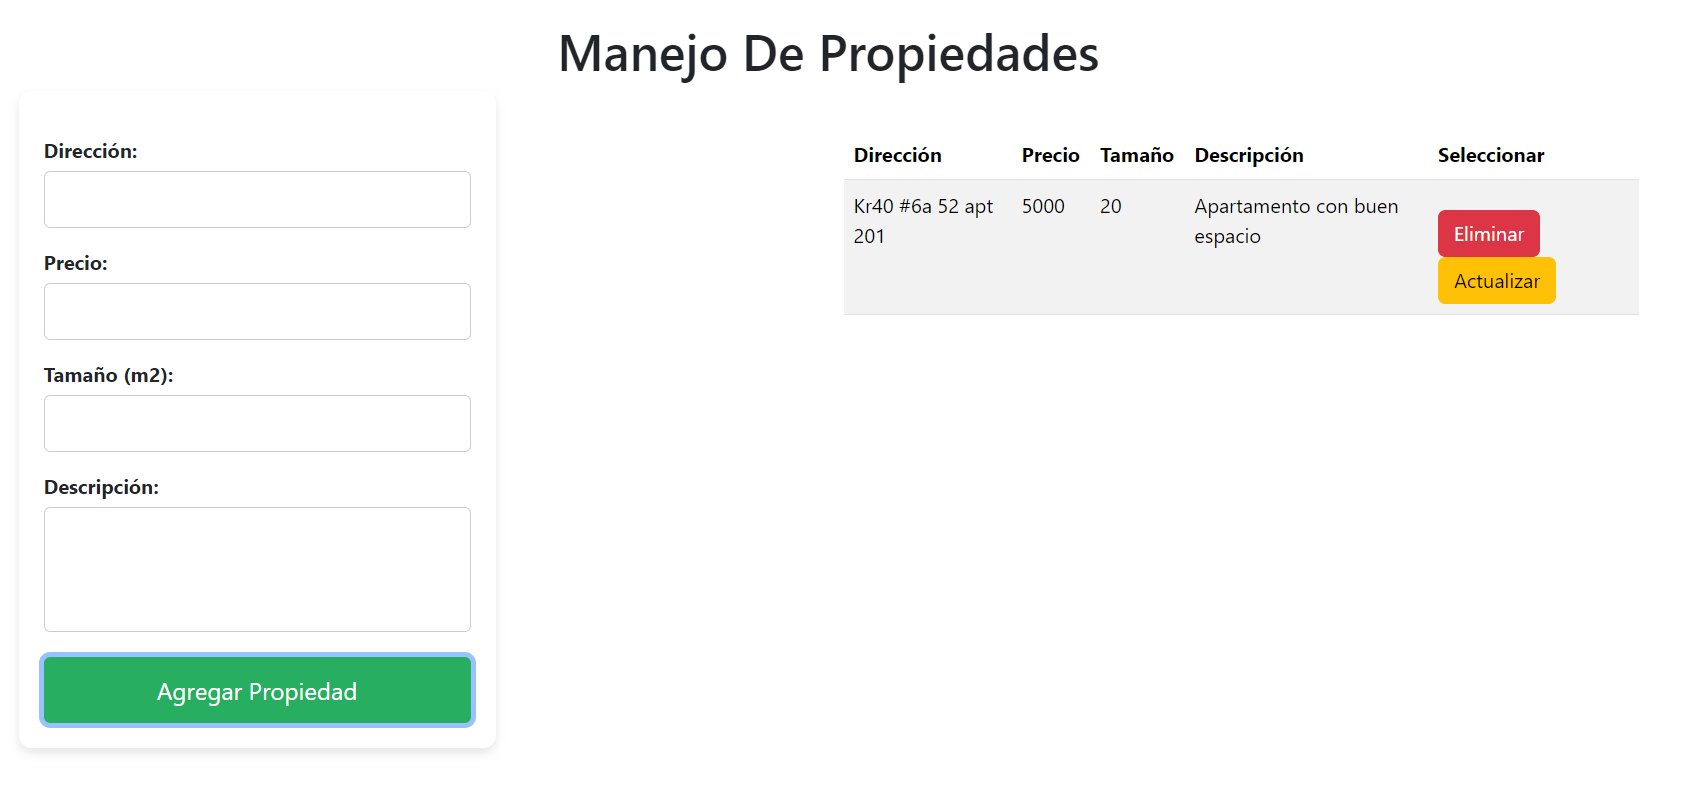 Manejo De Propiedades
Dirección:
Precio:
Tamaño (m2):
Descripción:
Agregar Propiedad
Dirección Precio Tamaño Descripción Seleccionar
Kr40 #6a 52 apt 5000 20 Apartamento con buen
201 espacio
Eliminar
Actualizar